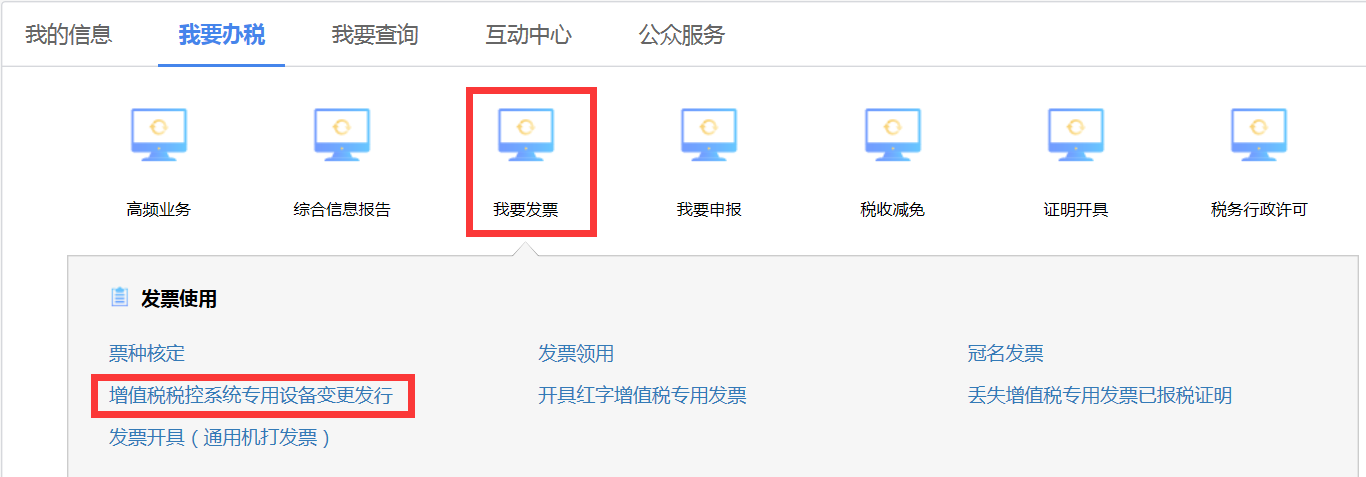 我的信息 我要办税 我要查询 互动中心 公众服务
高频业务 综合信息报告 我要发票 我要申报 税收减免 证明开具 税务行政许可
发票使用
票种核定 发票领用 冠名发票
增值税税控系统专用设备变更发行 开具红字增值税专用发票 丢失增值税专用发票已报税证明
发票开具（通用机打发票）